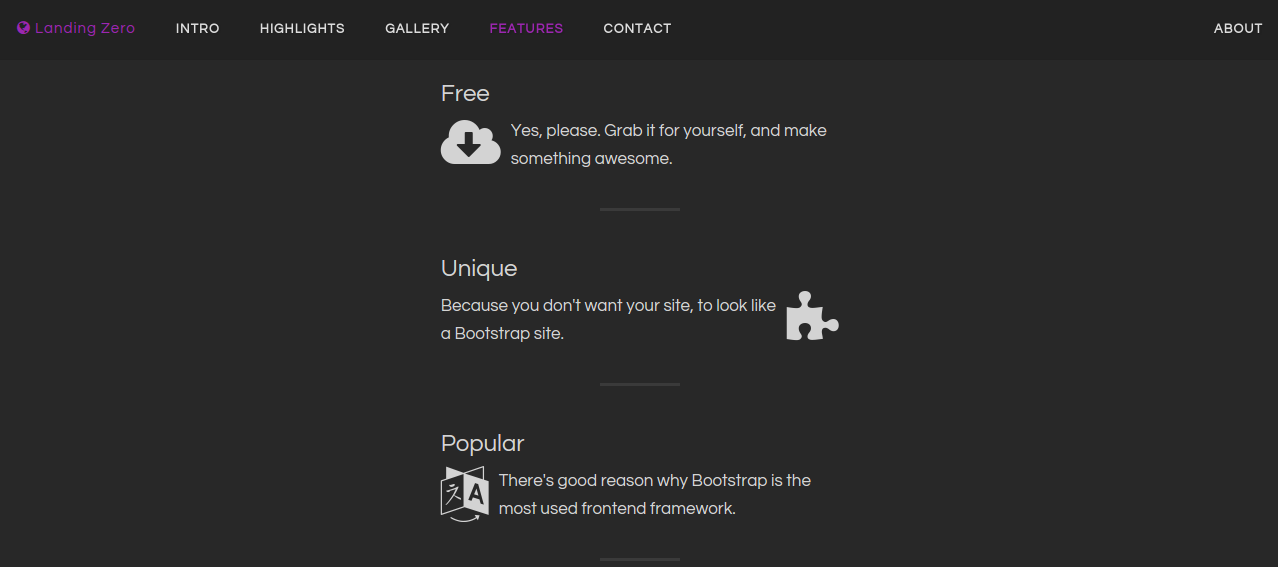 Landing Zero INTRO HIGHLIGHTS GALLERY FEATURES CONTACT ABOUT
Free
Yes, please. Grab it for yourself, and make
something awesome.
Unique
Because you don't want your site, to look like
a Bootstrap site.
Popular
There's good reason why Bootstrap is the
most used frontend framework.